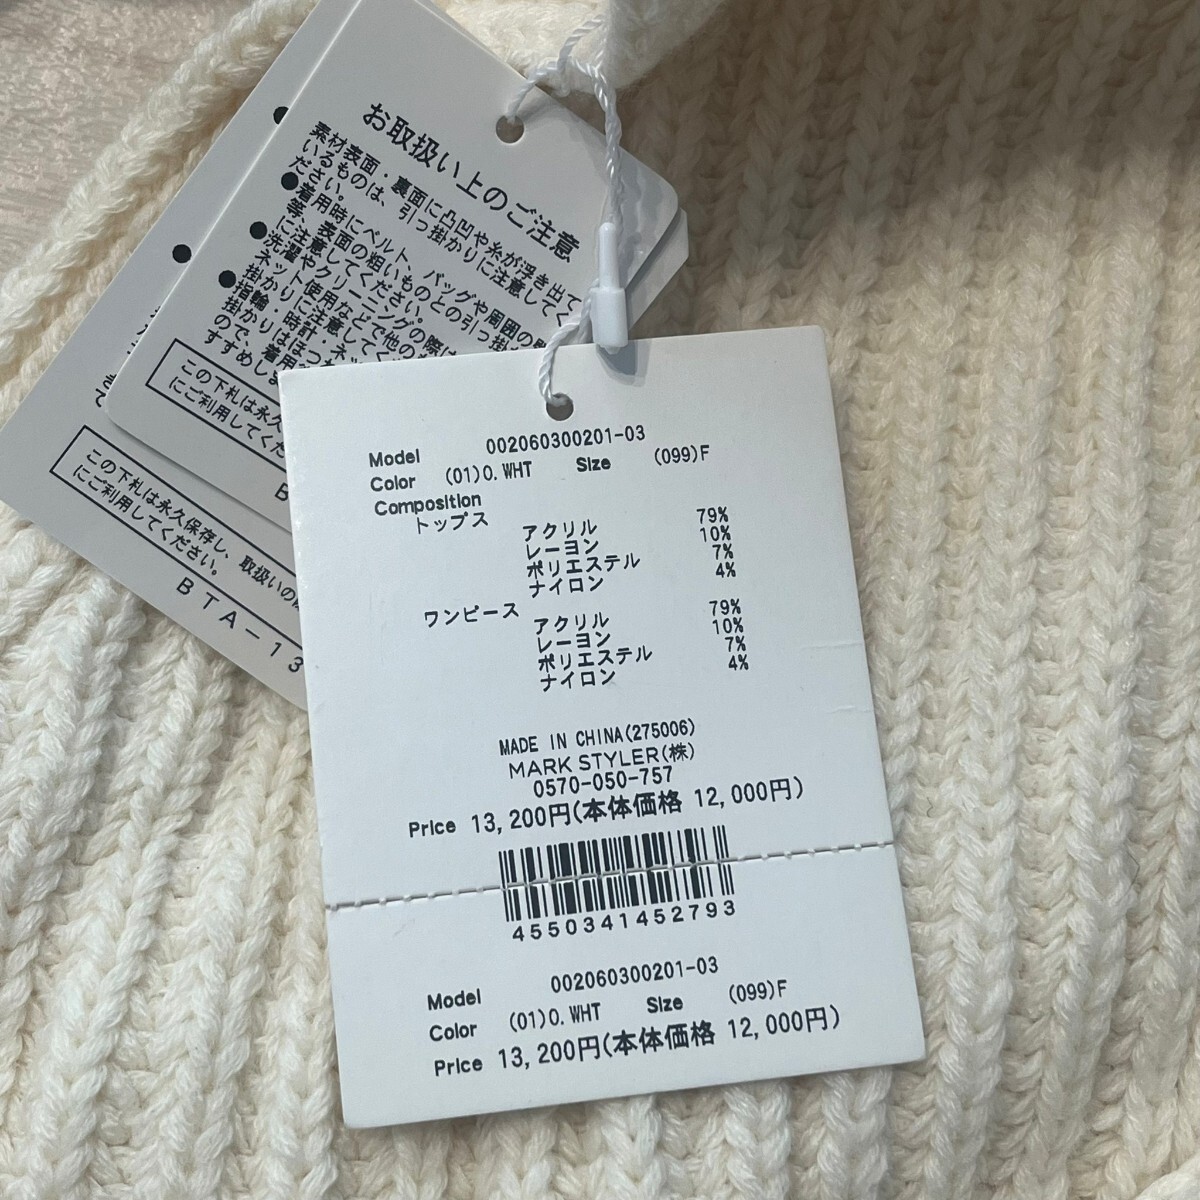 お取扱い上のご注意
素材表面・裏面に凸凹や糸が浮き出て
いるものは、引っ掛かりに注意してく
ださい。
●着用時にベルト、バッグや周囲の
等、表面の粗いものとの引っ掛
に注意してください。
●洗濯やクリーニングの際は
ネット使用などで他の
掛かりに注意してく
●指輪・時計・ネッ
掛かりはほつ
ので、着用
すすめしま
この下札は永久
にご利用してくだ
B
この下札は永久保存し、取扱いの
にご利用してください。
BTA-13
Model 002060300201-03
Color (01)O.WHT Size (099)F
Composition
トップス
アクリル 79%
レーヨン 10%
ポリエステル 7%
ナイロン 4%
ワンピース
アクリル 79%
レーヨン 10%
ポリエステル 7%
ナイロン 4%
MADE IN CHINA(275006)
MARK STYLER(株)
0570-050-757
Price 13,200円(本体価格 12,000円)
4550341452793
Model 002060300201-03
Color (01)O.WHT Size (099)F
Price 13,200円(本体価格 12,000円)